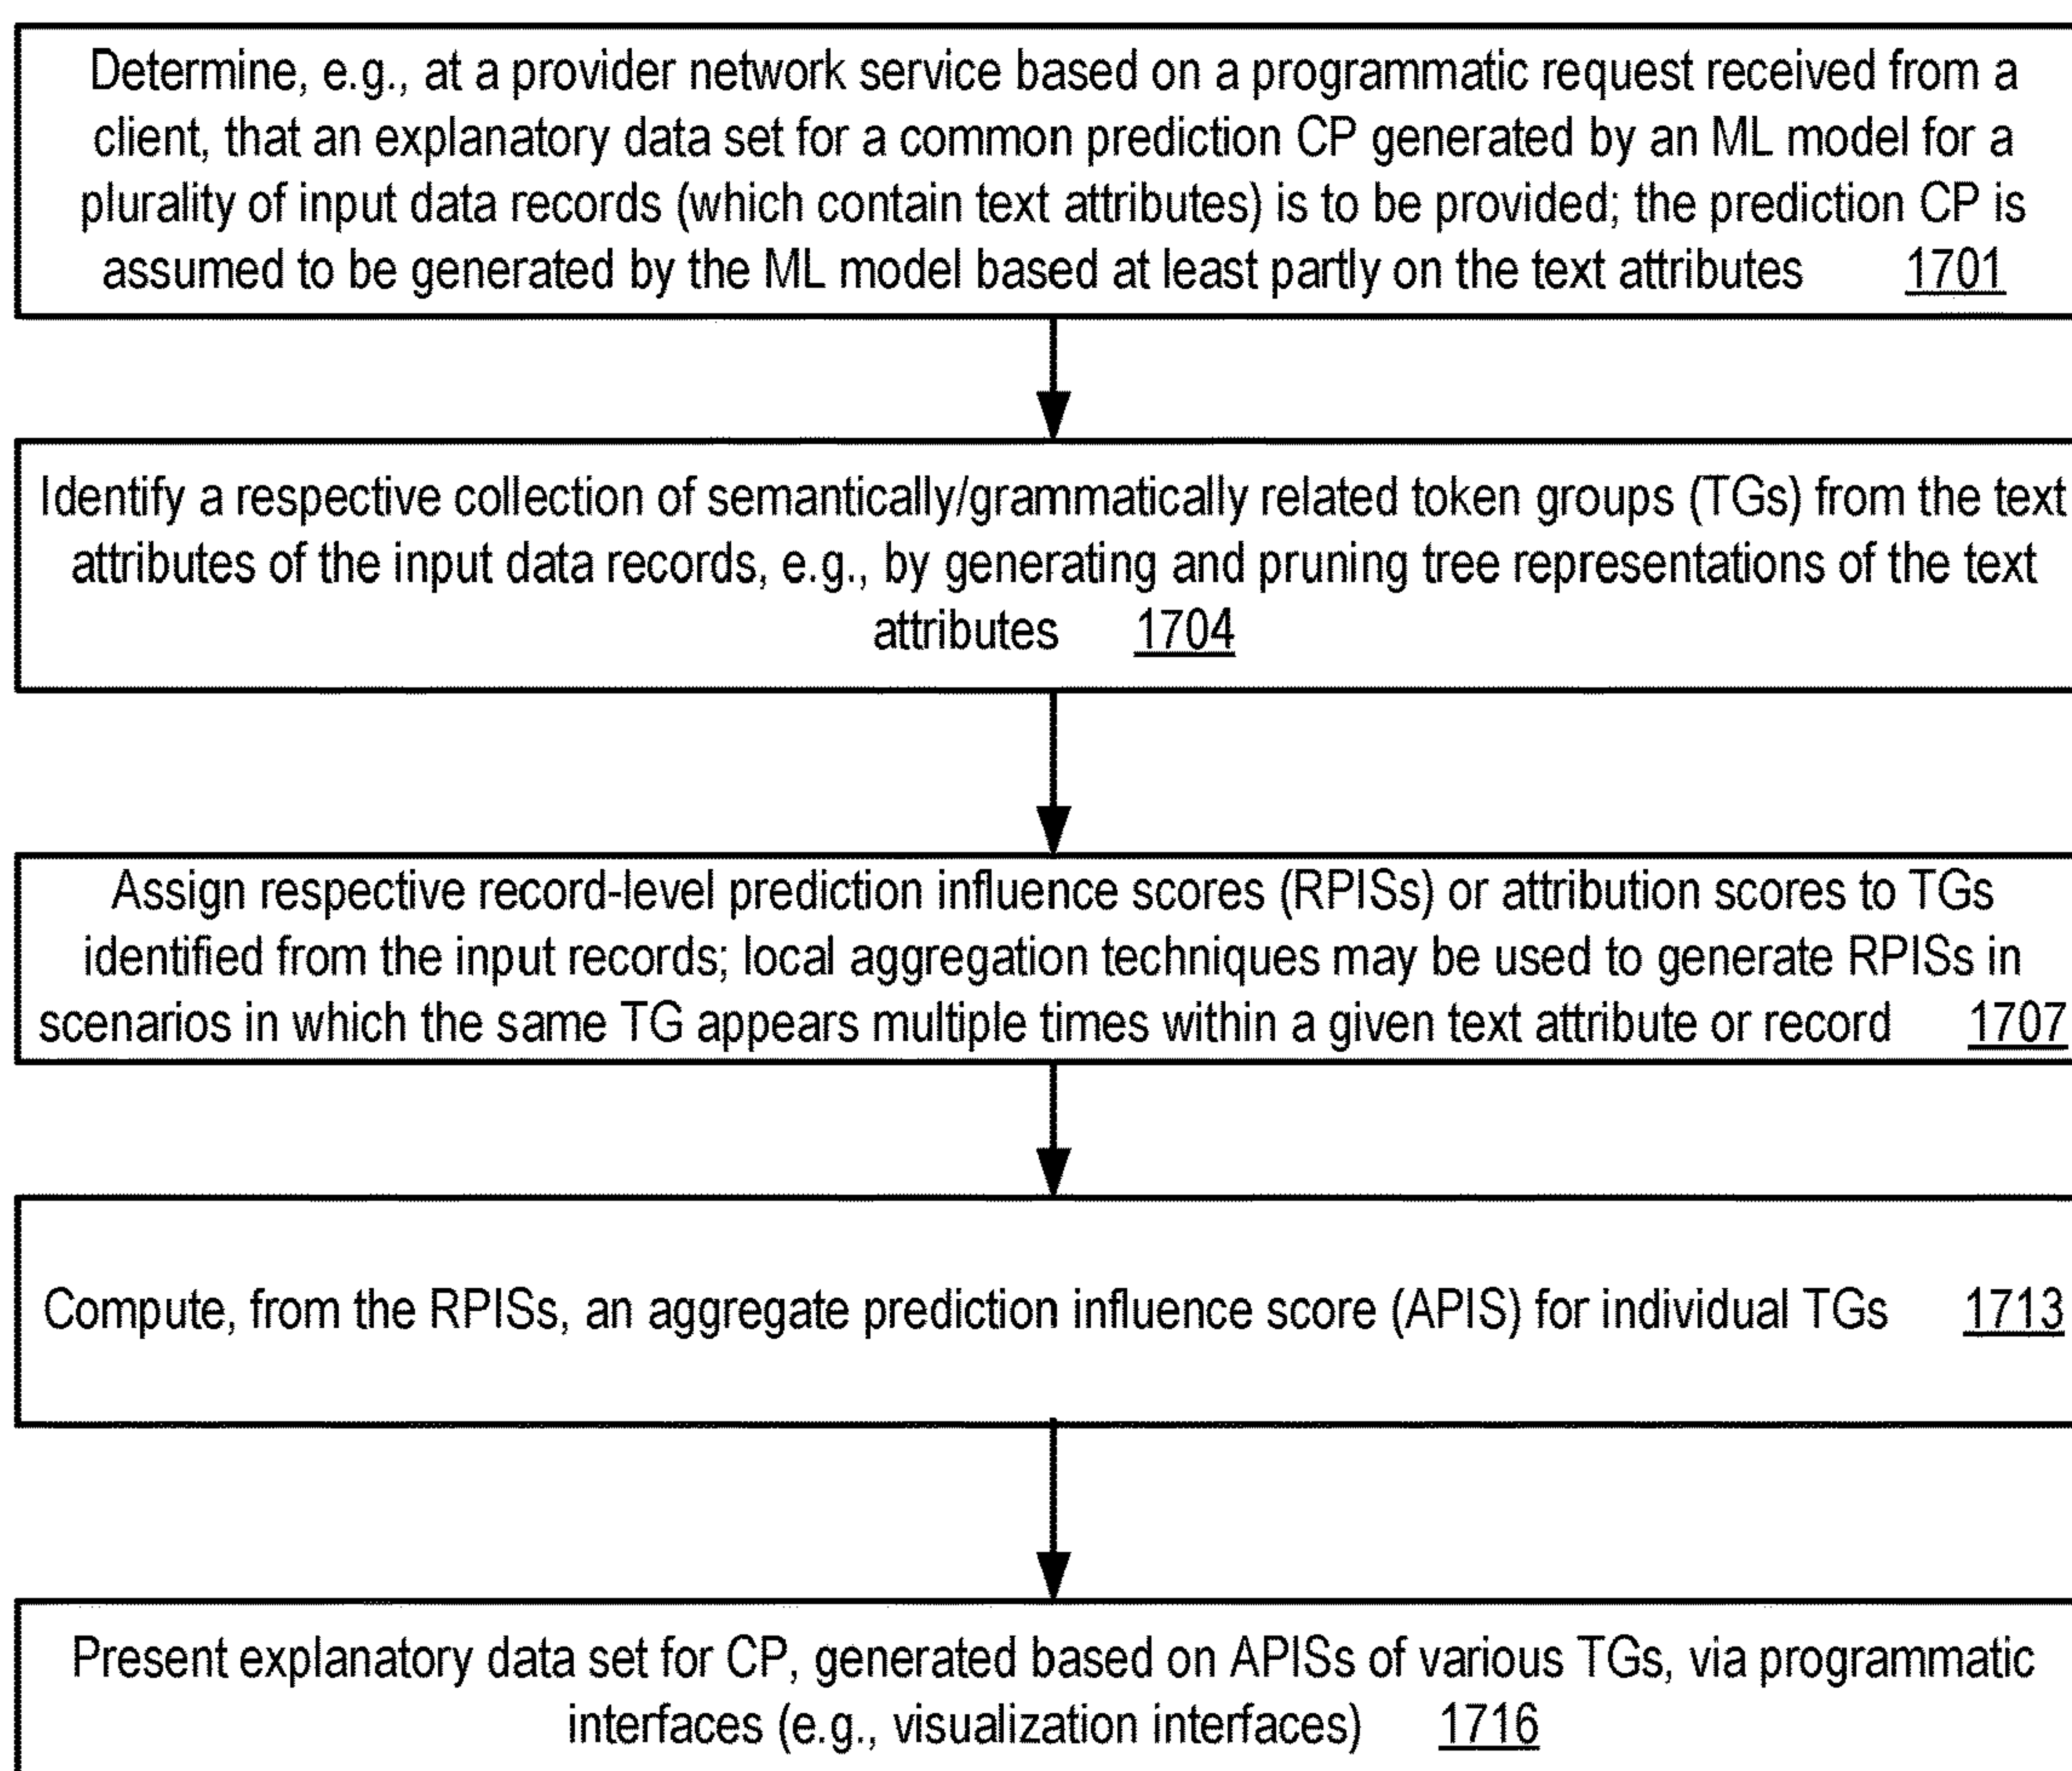 Determine, e.g., at a provider network service based on a programmatic request received from a
client, that an explanatory data set for a common prediction CP generated by an ML model for a
plurality of input data records (which contain text attributes) is to be provided; the prediction CP is
assumed to be generated by the ML model based at least partly on the text attributes 1701
Identify a respective collection of semantically/grammatically related token groups (TGs) from the text
attributes of the input data records, e.g., by generating and pruning tree representations of the text
attributes 1704
Assign respective record-level prediction influence scores (RPISs) or attribution scores to TGs
identified from the input records; local aggregation techniques may be used to generate RPISs in
scenarios in which the same TG appears multiple times within a given text attribute or record 1707
Compute, from the RPISs, an aggregate prediction influence score (APIS) for individual TGs 1713
Present explanatory data set for CP, generated based on APISs of various TGs, via programmatic
interfaces (e.g., visualization interfaces) 1716